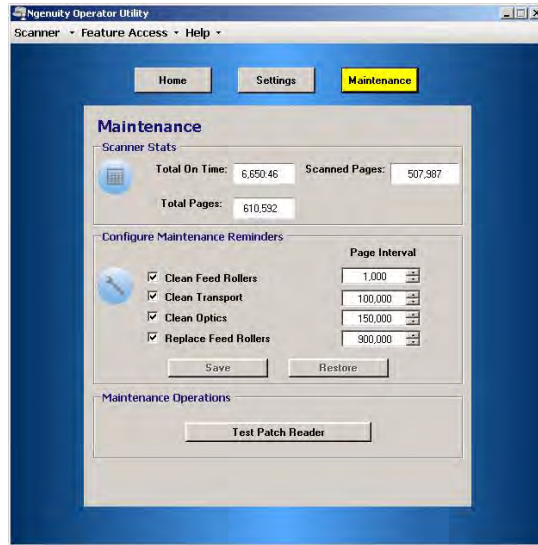 Ngenuity Operator Utility
Scanner Feature Access Help
Home Settings Maintenance
Maintenance
Scanner Stats
Total On Time: 6,650:46 Scanned Pages: 507,987
Total Pages: 610,592
Configure Maintenance Reminders
Page Interval
Clean Feed Rollers 1,000
Clean Transport 100,000
Clean Optics 150,000
Replace Feed Rollers 900,000
Save Restore
Maintenance Operations
Test Patch Reader